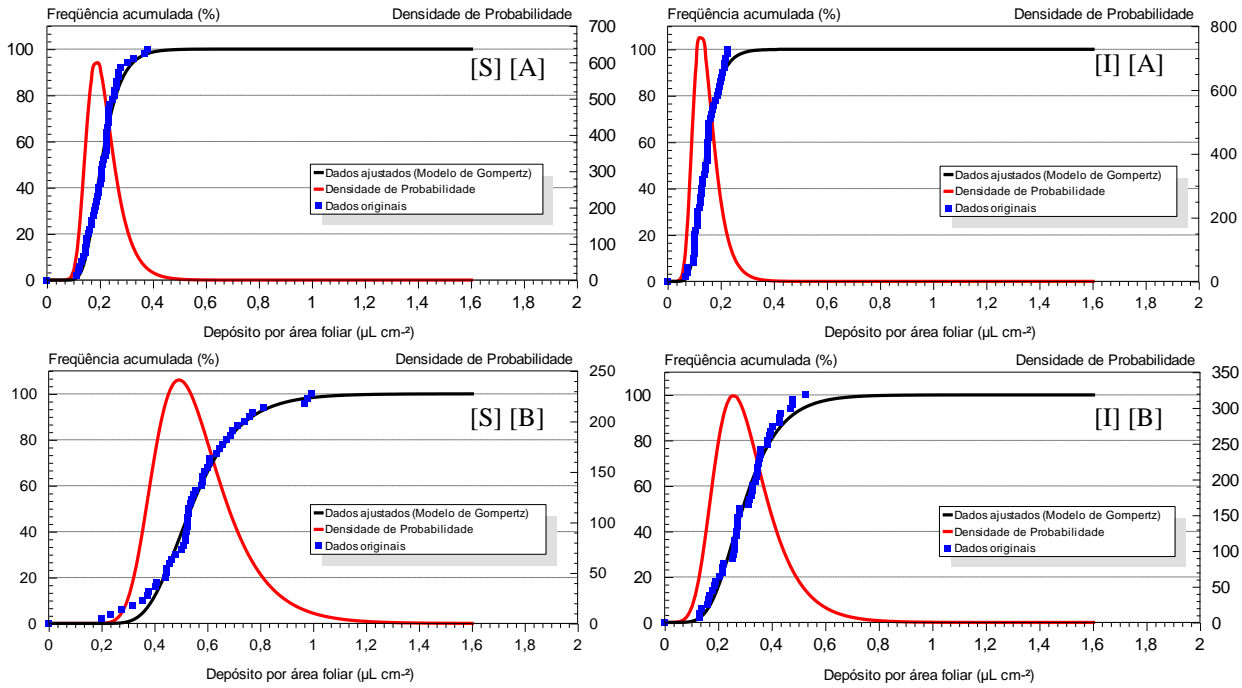 Freqüência acumulada (%) Densidade de Probabilidade
700
600
500
400
300
200
100
0
100
80
60
40
20
0
[S] [A]
Dados ajustados (Modelo de Gompertz)
Densidade de Probabilidade
Dados originais
0 0,2 0,4 0,6 0,8 1 1,2 1,4 1,6 2
Depósito por área foliar (µL cm-²)
Freqüência acumulada (%) Densidade de Probabilidade
800
600
400
200
0
100
80
60
40
20
0
[I] [A]
Dados ajustados (Modelo de Gompertz)
Densidade de Probabilidade
Dados originais
0 0,2 0,4 0,6 0,8 1 1,2 1,4 1,6 2
Depósito por área foliar (µL cm-²)
Freqüência acumulada (%) Densidade de Probabilidade
250
200
150
100
50
0
100
80
60
40
20
0
[S] [B]
Dados ajustados (Modelo de Gompertz)
Densidade de Probabilidade
Dados originais
0 0,2 0,4 0,6 0,8 1 1,2 1,4 1,6 2
Depósito por área foliar (µL cm-²)
Freqüência acumulada (%) Densidade de Probabilidade
350
300
250
200
150
100
50
0
100
80
60
40
20
0
[I] [B]
Dados ajustados (Modelo de Gompertz)
Densidade de Probabilidade
Dados originais
0 0,2 0,4 0,6 0,8 1 1,2 1,4 1,6 2
Depósito por área foliar (µL cm-²)